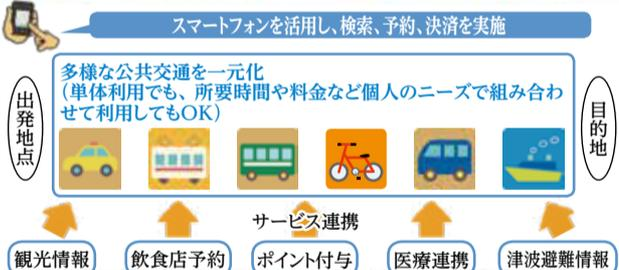 スマートフォンを活用し、検索、予約、決済を実施
出発地点
多様な公共交通を一元化
(単体利用でも、所要時間や料金など個人のニーズで組み合わ
せて利用してもOK)
目的地
サービス連携
観光情報
飲食店予約
ポイント付与
医療連携
津波避難情報